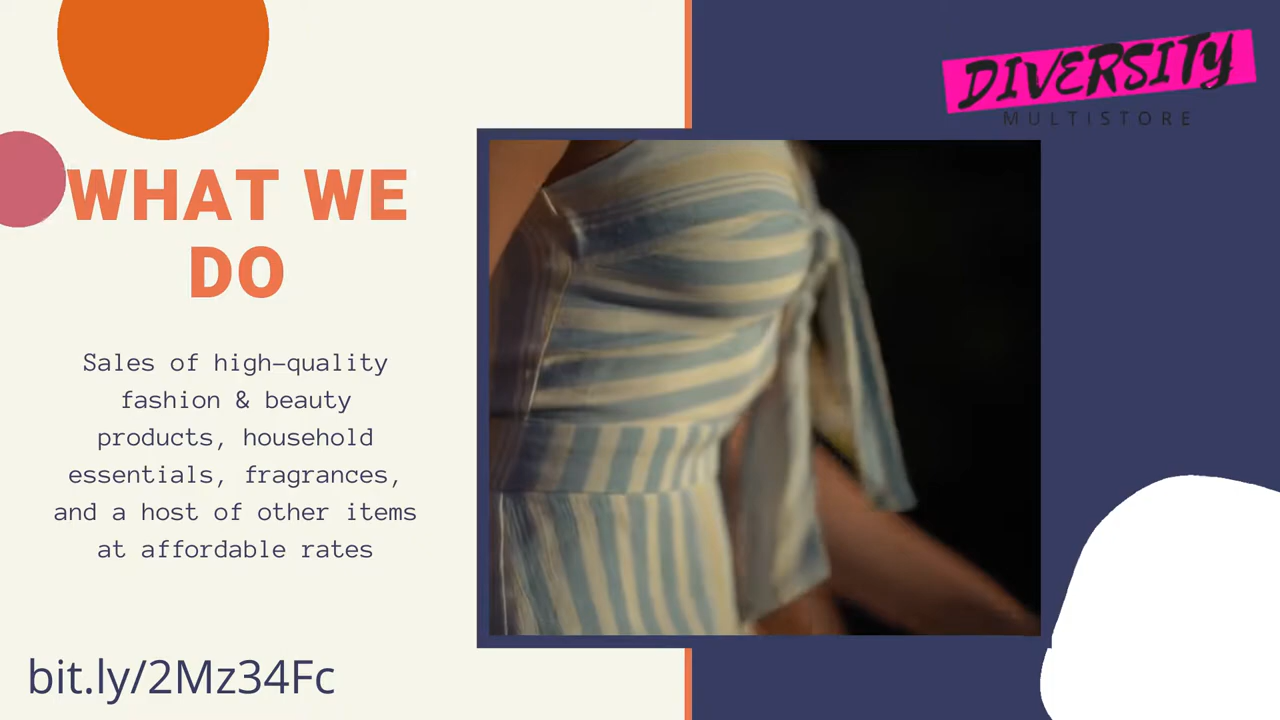 DIVERSITY
MULTISTORE
WHAT WE
DO
Sales of high-quality
fashion & beauty
products, household
essentials, fragrances,
and a host of other items
at affordable rates
bit.ly/2Mz34Fc